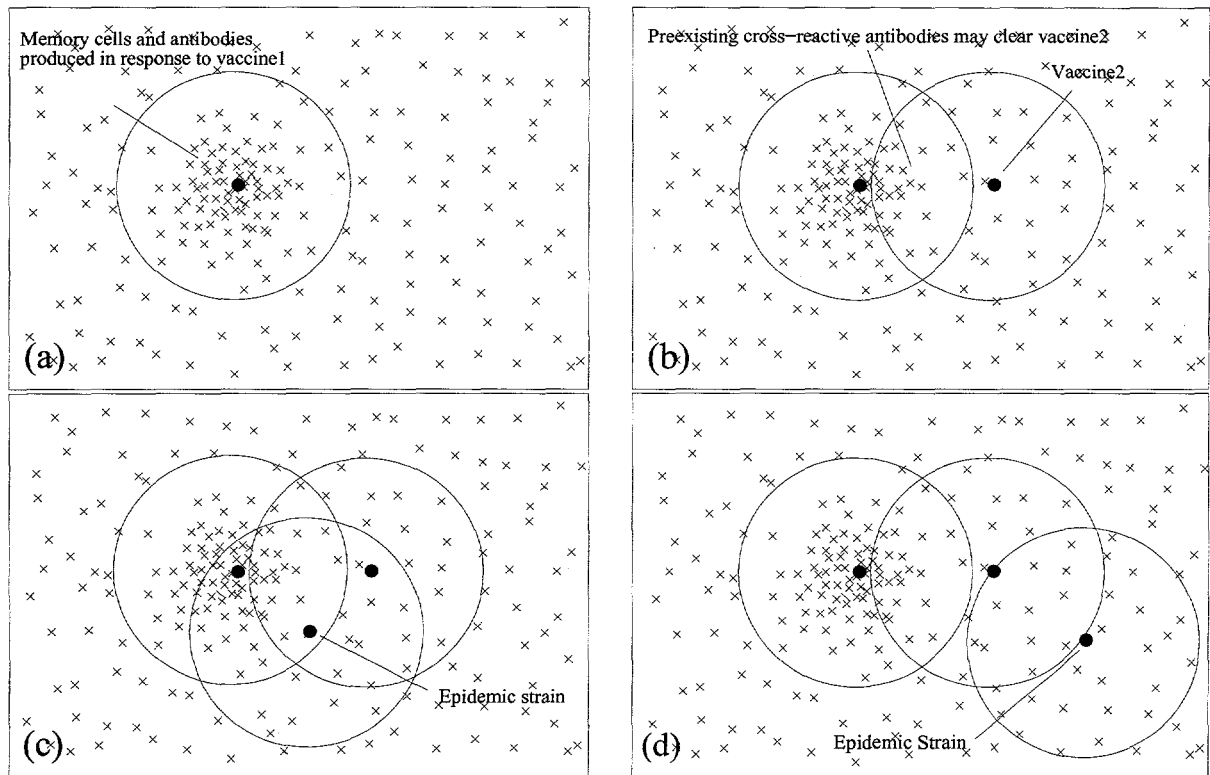 Memory cells and antibodies
produced in response to vaccine1
(a)
Preexisting cross-reactive antibodies may clear vaccine2
Vaccine2
(b)
Epidemic strain
(c)
Epidemic Strain
(d)